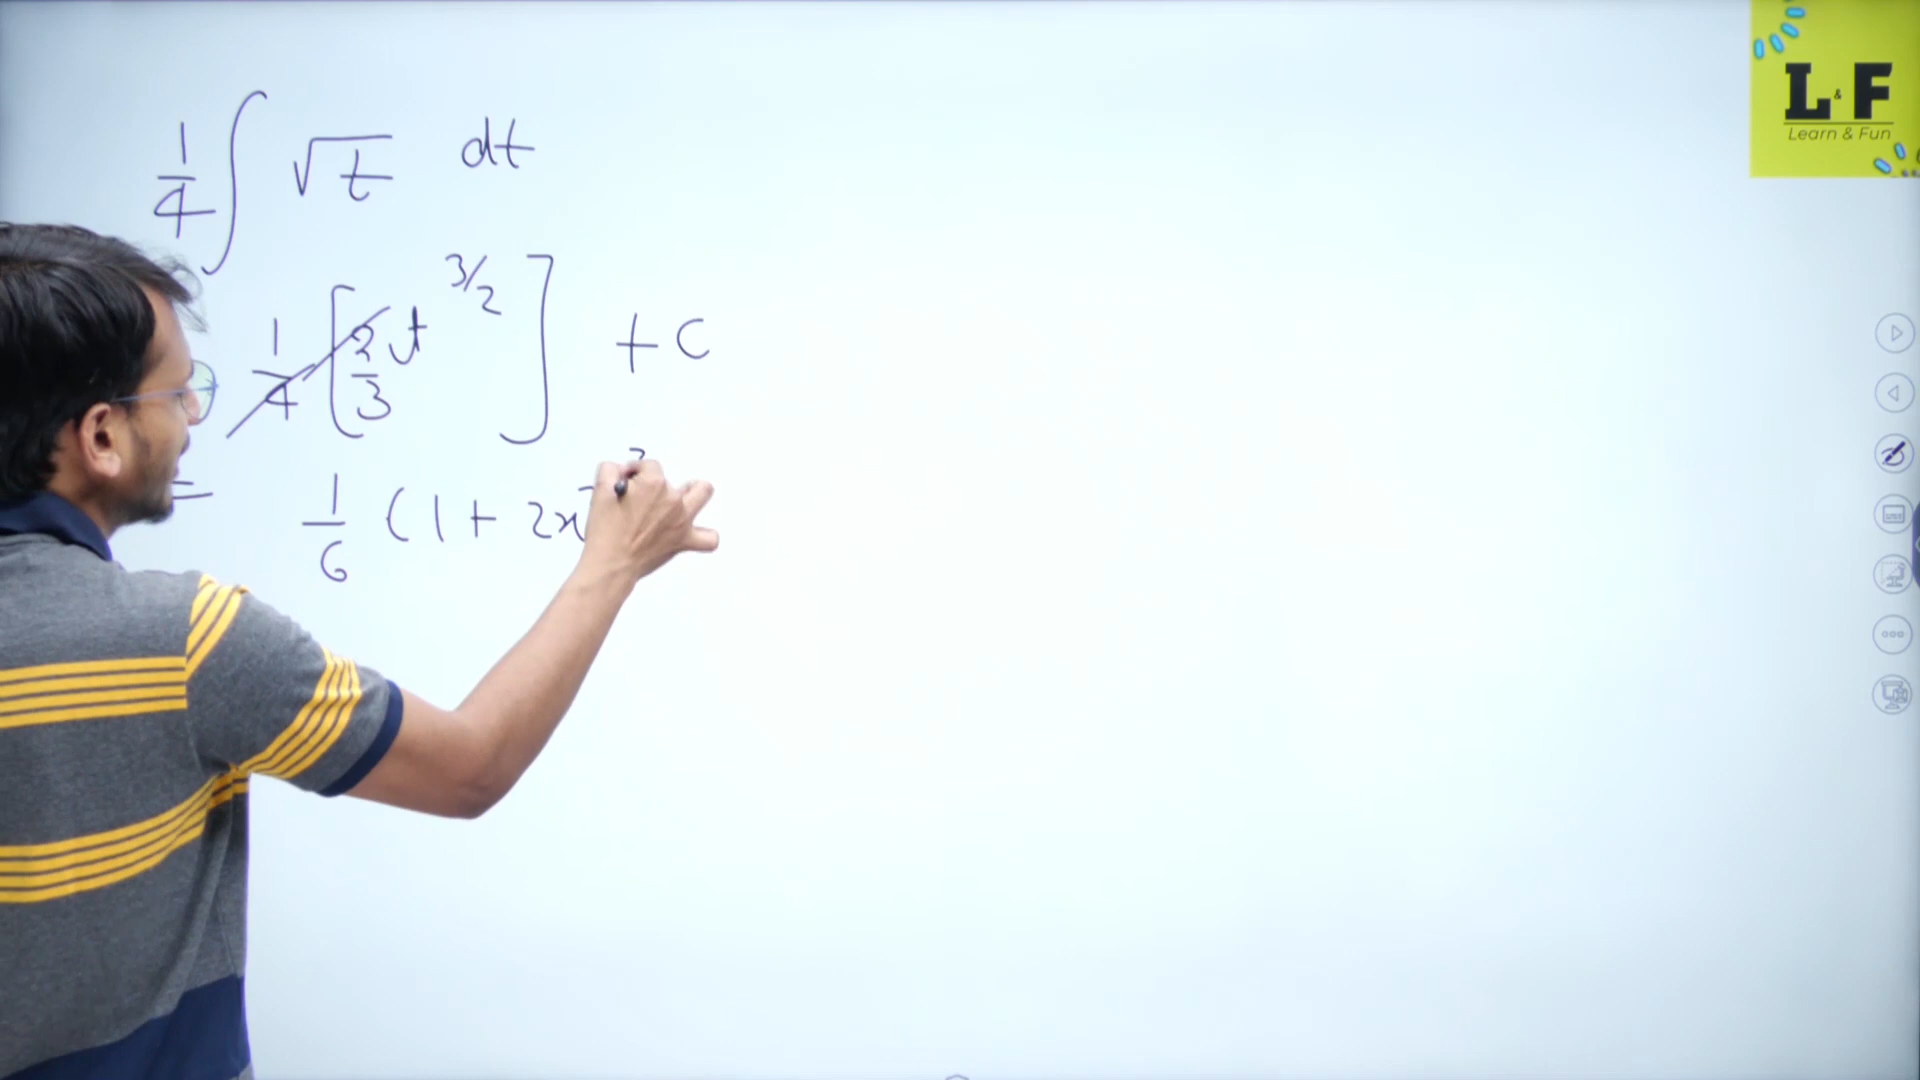 1/4 ∫ √t dt
1/4 [2/3 t^3/2] + C
= 1/6 (1 + 2x
L & F
Learn & Fun